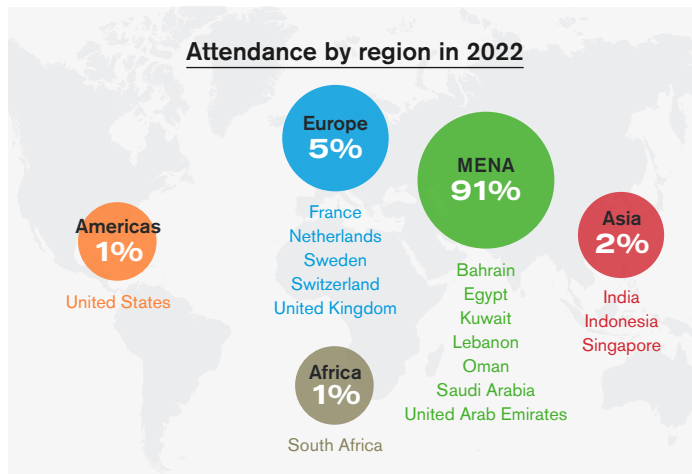 Attendance by region in 2022
Europe
5%
France
Netherlands
Sweden
Switzerland
United Kingdom
MENA
91%
Bahrain
Egypt
Kuwait
Lebanon
Oman
Saudi Arabia
United Arab Emirates
Americas
1%
United States
Asia
2%
India
Indonesia
Singapore
Africa
1%
South Africa